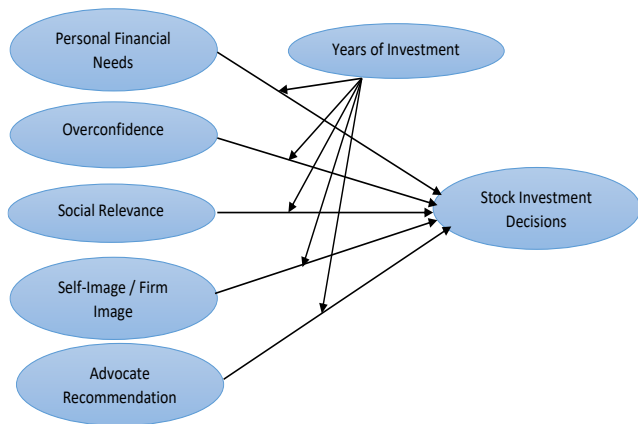 Personal Financial
Needs
Years of Investment
Overconfidence
Social Relevance
Stock Investment
Decisions
Self-Image / Firm
Image
Advocate
Recommendation